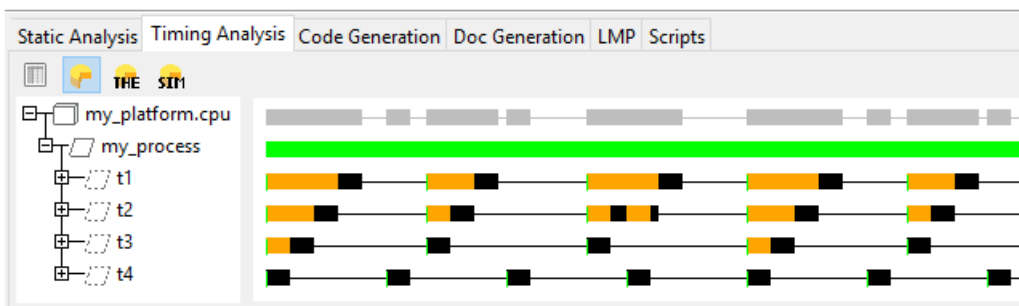 Static Analysis Timing Analysis Code Generation Doc Generation LMP Scripts
THE SIM
my_platform.cpu
my_process
t1
t2
t3
t4